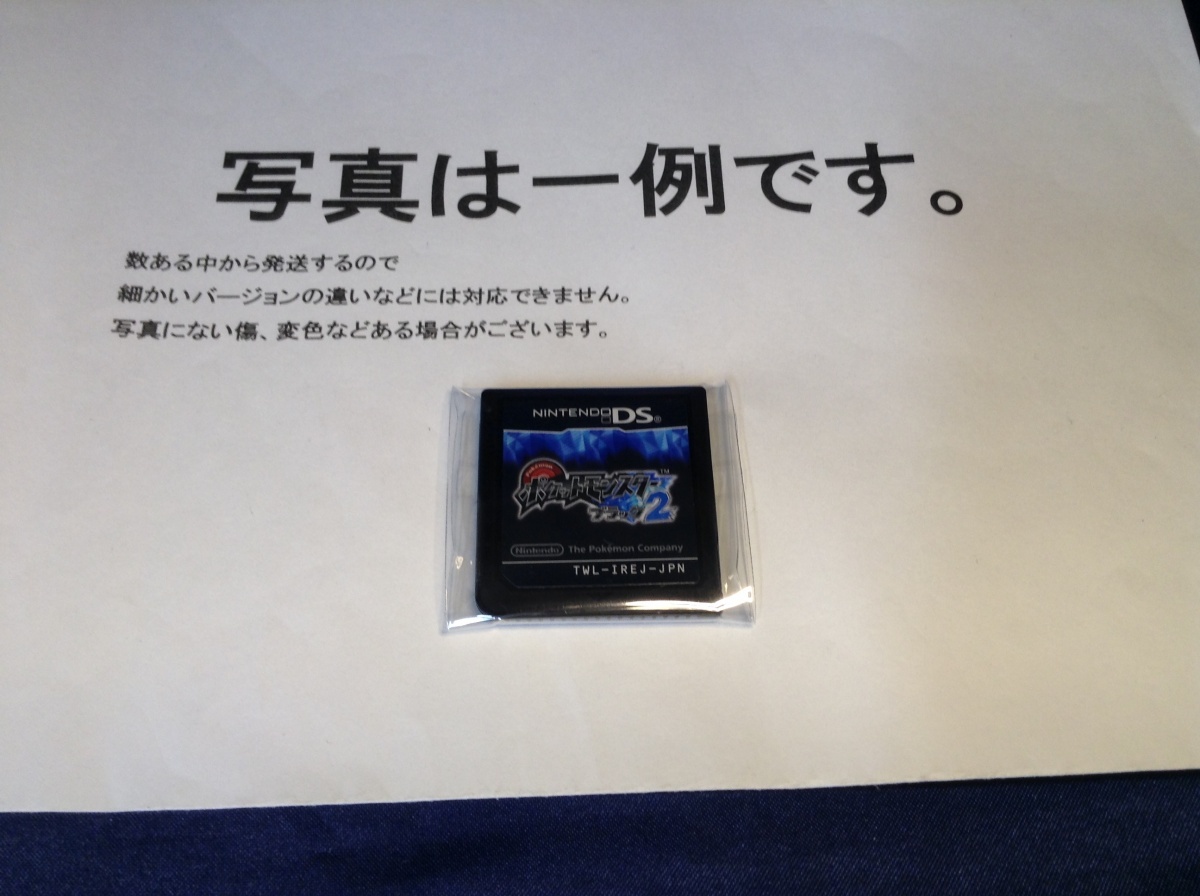 写真は一例です。
数ある中から発送するので
細かいバージョンの違いなどには対応できません。
写真にない傷、変色などある場合がございます。
NINTENDO DS®
POKÉMON
ポケットモンスター™
ブラック2
Nintendo The Pokémon Company
TWL-IREJ-JPN